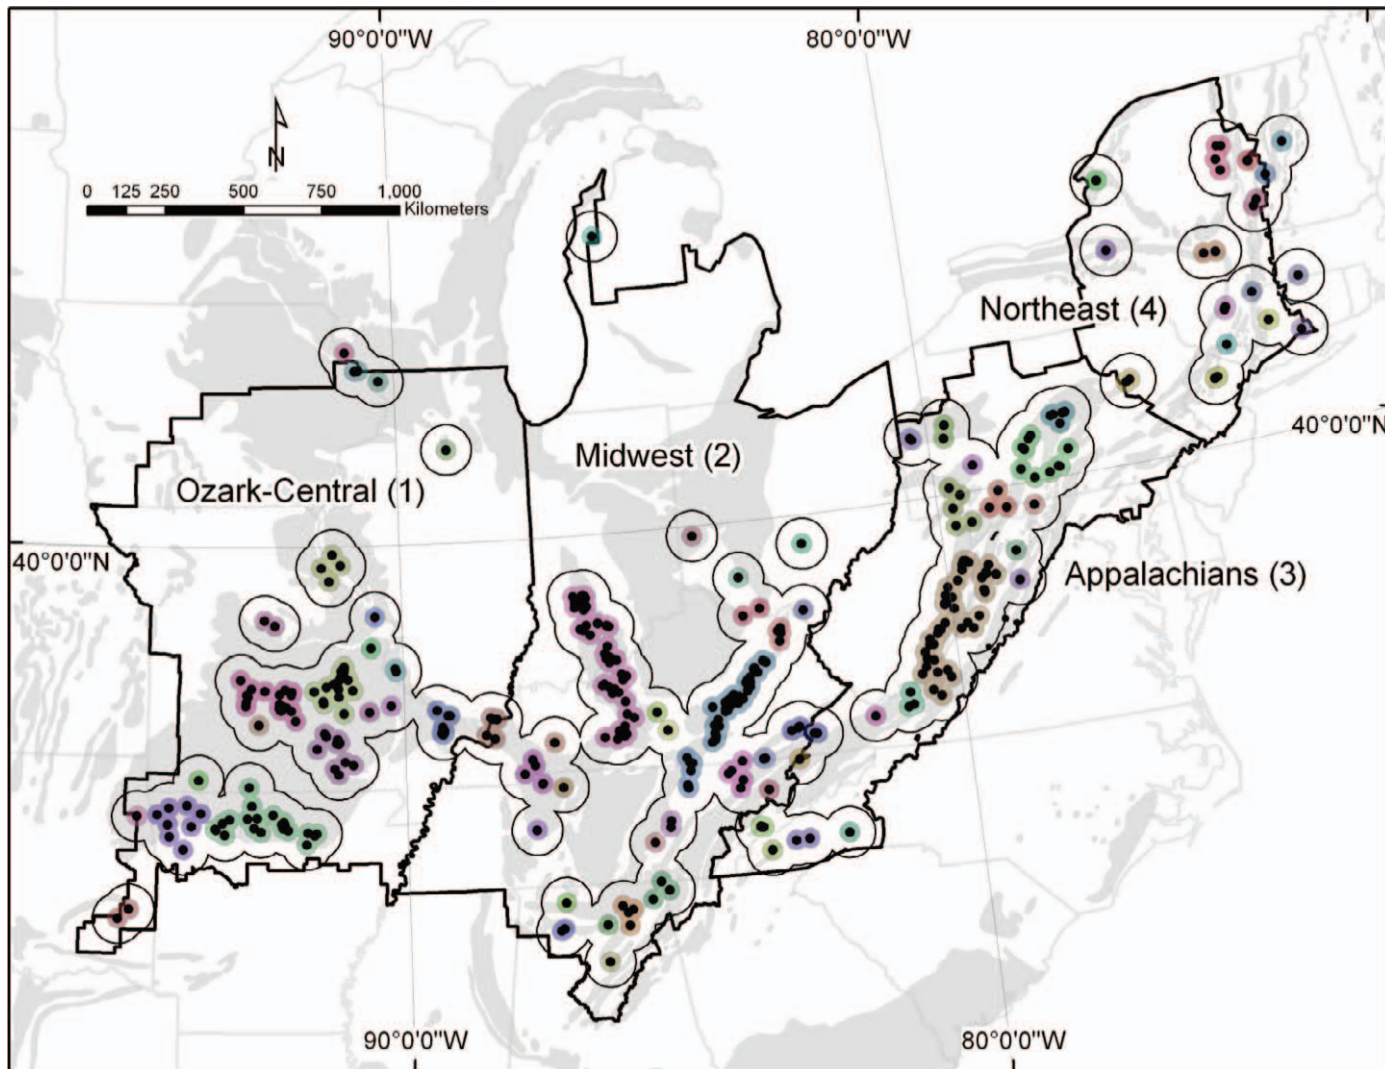 90°0'0"W
80°0'0"W
N
0 125 250 500 750 1,000
Kilometers
Northeast (4)
40°0'0"N
Midwest (2)
Ozark-Central (1)
40°0'0"N
Appalachians (3)
90°0'0"W
80°0'0"W